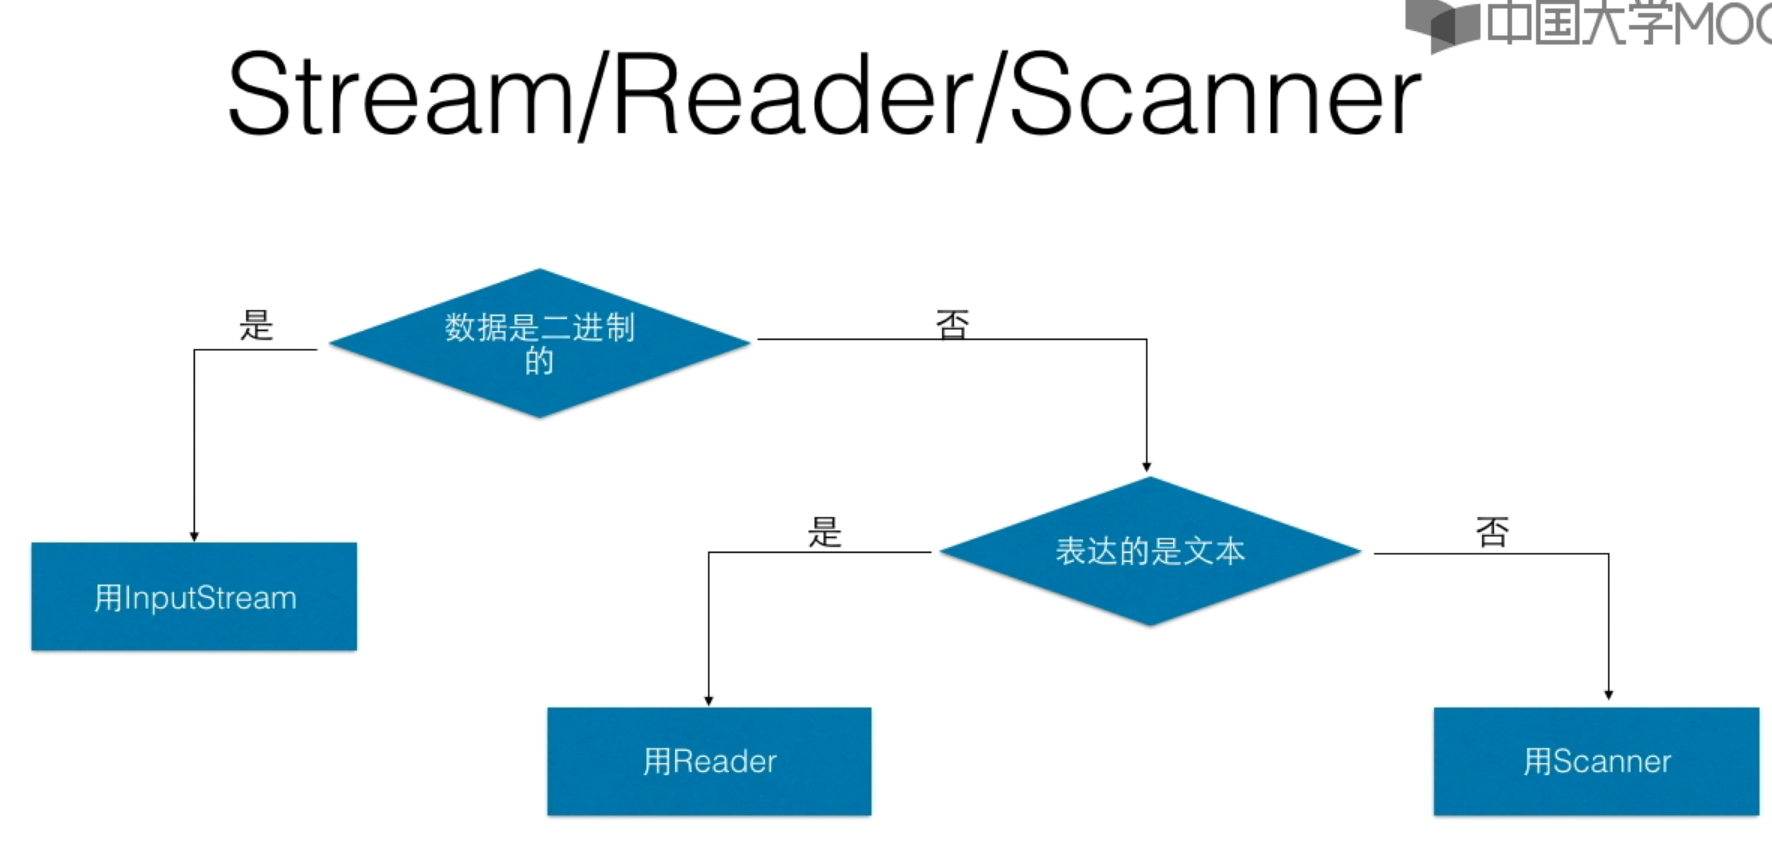 中国大学MOO
Stream/Reader/Scanner
是
数据是二进制
的
否
是
表达的是文本
否
用InputStream
用Reader
用Scanner